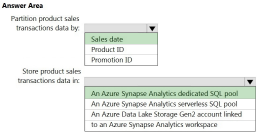 Answer Area
Partition product sales
transactions data by:
Sales date
Product ID
Promotion ID
Store product sales
transactions data in:
An Azure Synapse Analytics dedicated SQL pool
An Azure Synapse Analytics serverless SQL pool
An Azure Data Lake Storage Gen2 account linked
to an Azure Synapse Analytics workspace